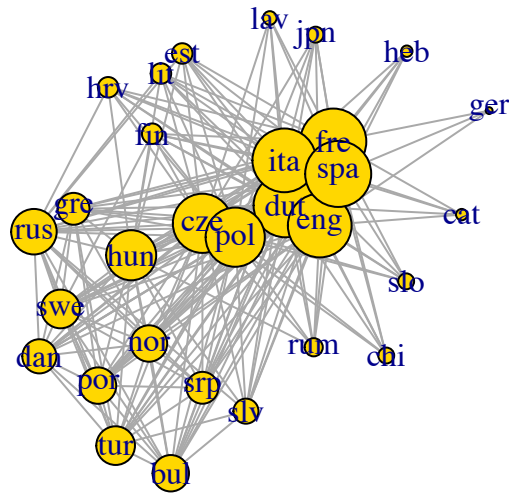 lav
jpn
heb
est
lit
hrv
ger
fin
fre
ita
spa
gre
dut
cat
rus
cze
eng
pol
hun
slo
swe
nor
rum
dan
chi
por
srp
slv
tur
bul